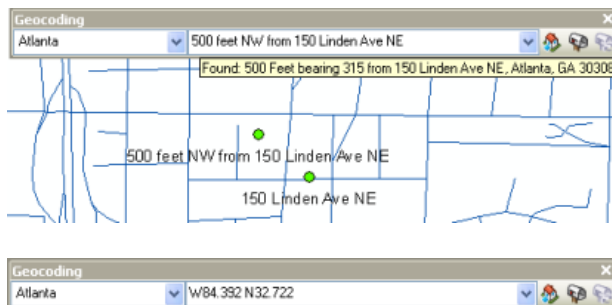 Geocoding
Atlanta 500 feet NW from 150 Linden Ave NE
Found: 500 Feet bearing 315 from 150 Linden Ave NE, Atlanta, GA 30308
500 feet NW from 150 Linden Ave NE
150 Linden Ave NE
Geocoding
Atlanta W84.392 N32.722